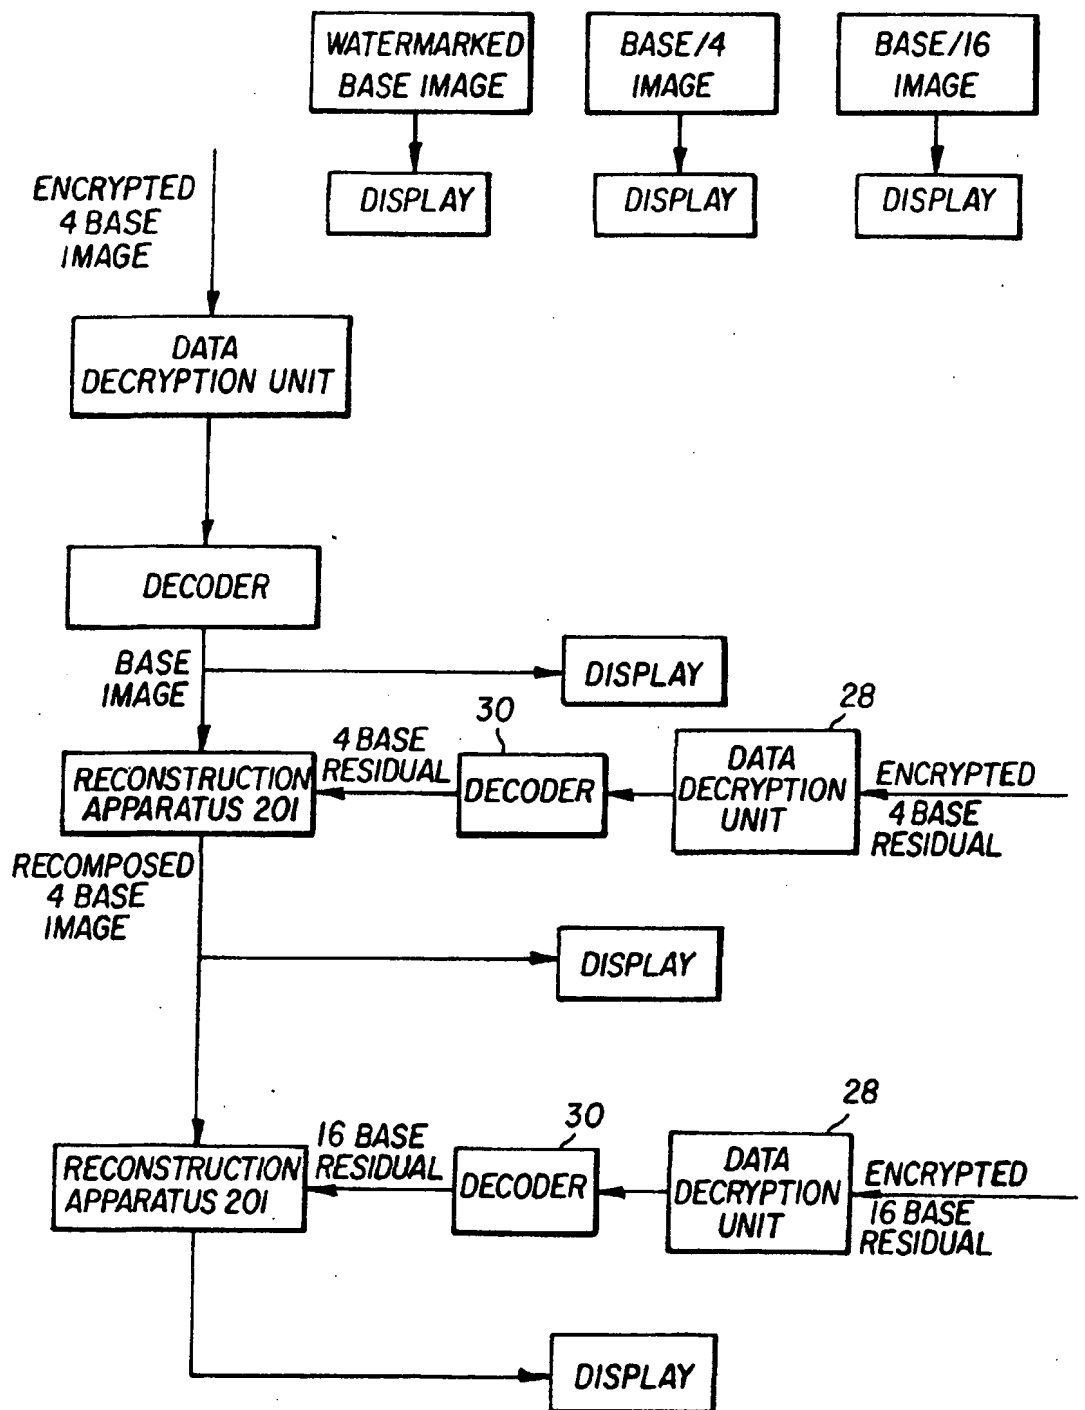 WATERMARKED
BASE IMAGE
BASE/4
IMAGE
BASE/16
IMAGE
DISPLAY
DISPLAY
DISPLAY
ENCRYPTED
4 BASE
IMAGE
DATA
DECRYPTION UNIT
DECODER
BASE
IMAGE
DISPLAY
30
28
4 BASE
RESIDUAL
RECONSTRUCTION
APPARATUS 201
DECODER
DATA
DECRYPTION
UNIT
ENCRYPTED
4 BASE
RESIDUAL
RECOMPOSED
4 BASE
IMAGE
DISPLAY
30
28
16 BASE
RESIDUAL
RECONSTRUCTION
APPARATUS 201
DECODER
DATA
DECRYPTION
UNIT
ENCRYPTED
16 BASE
RESIDUAL
DISPLAY